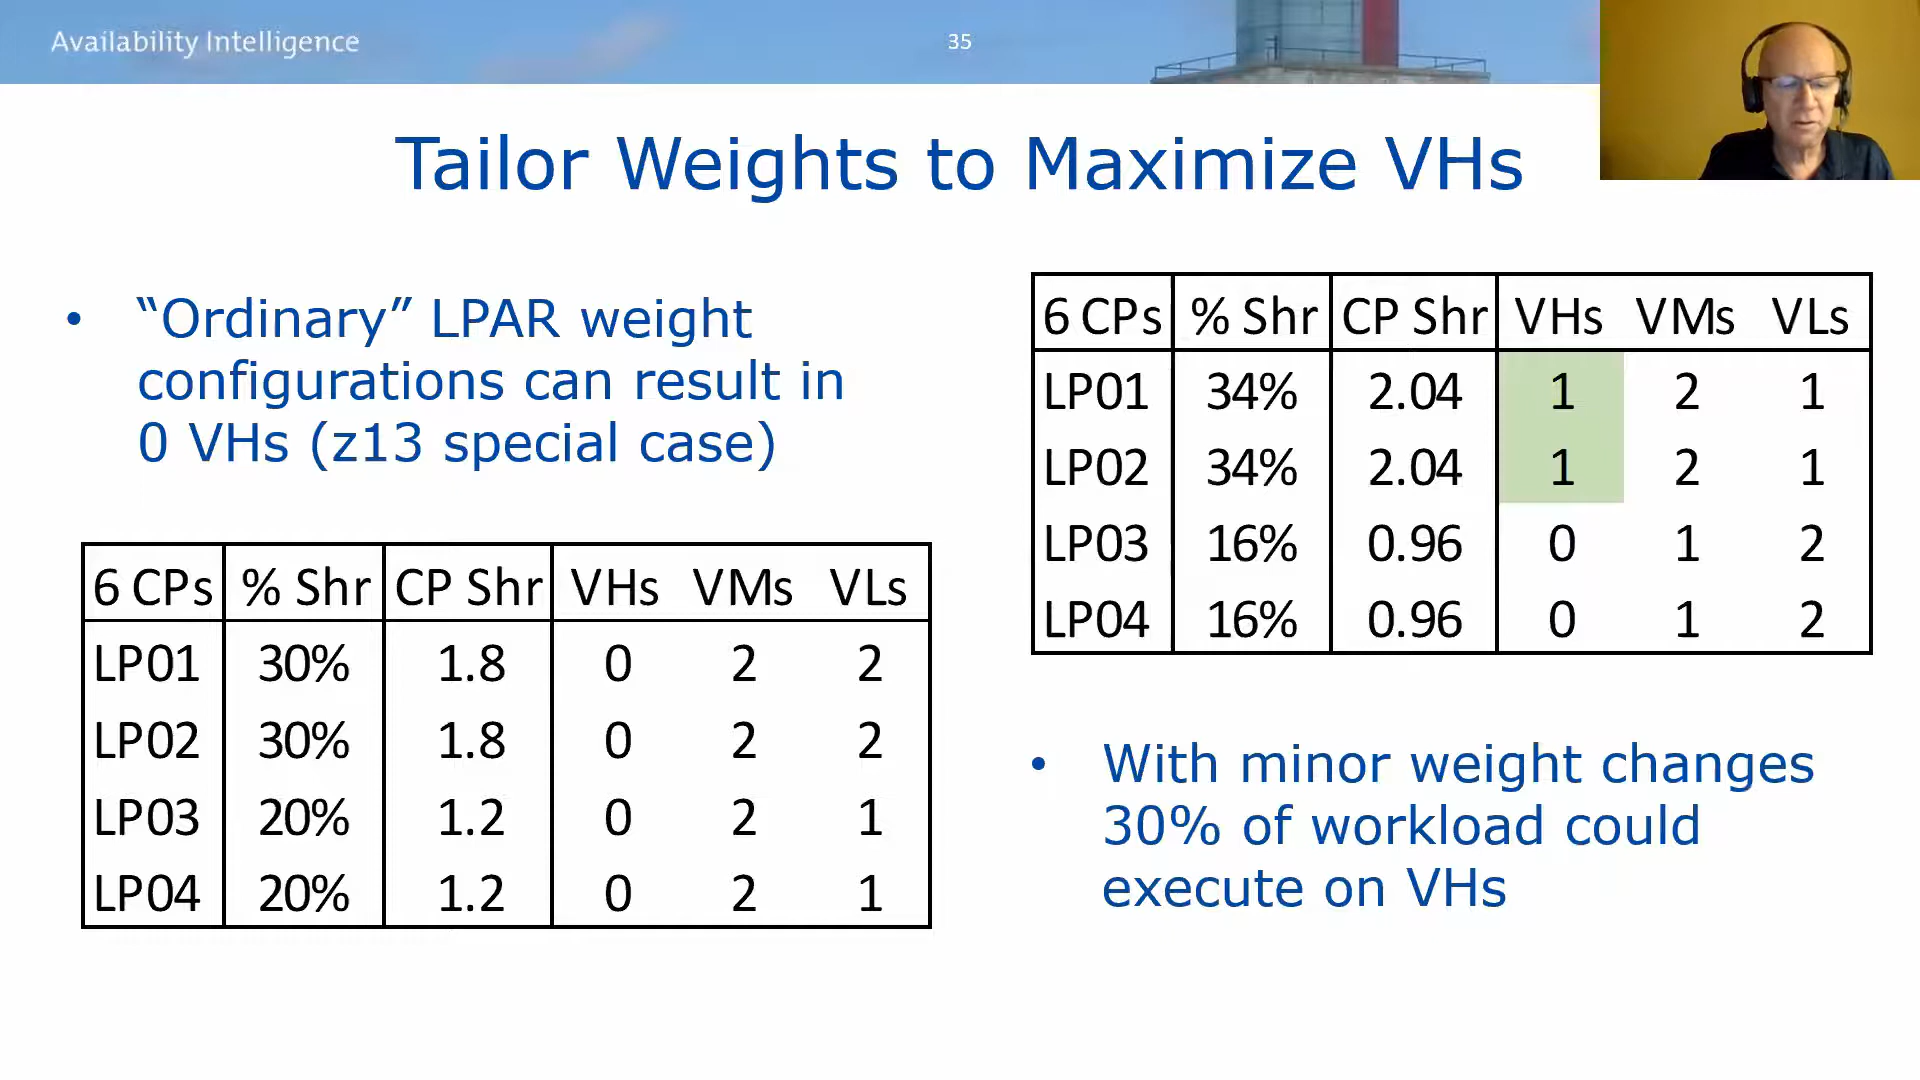 Availability Intelligence
35
Tailor Weights to Maximize VHs
• “Ordinary” LPAR weight
configurations can result in
0 VHs (z13 special case)
6 CPs % Shr CP Shr VHs VMs VLs
LP01 30% 1.8 0 2 2
LP02 30% 1.8 0 2 2
LP03 20% 1.2 0 2 1
LP04 20% 1.2 0 2 1
6 CPs % Shr CP Shr VHs VMs VLs
LP01 34% 2.04 1 2 1
LP02 34% 2.04 1 2 1
LP03 16% 0.96 0 1 2
LP04 16% 0.96 0 1 2
• With minor weight changes
30% of workload could
execute on VHs